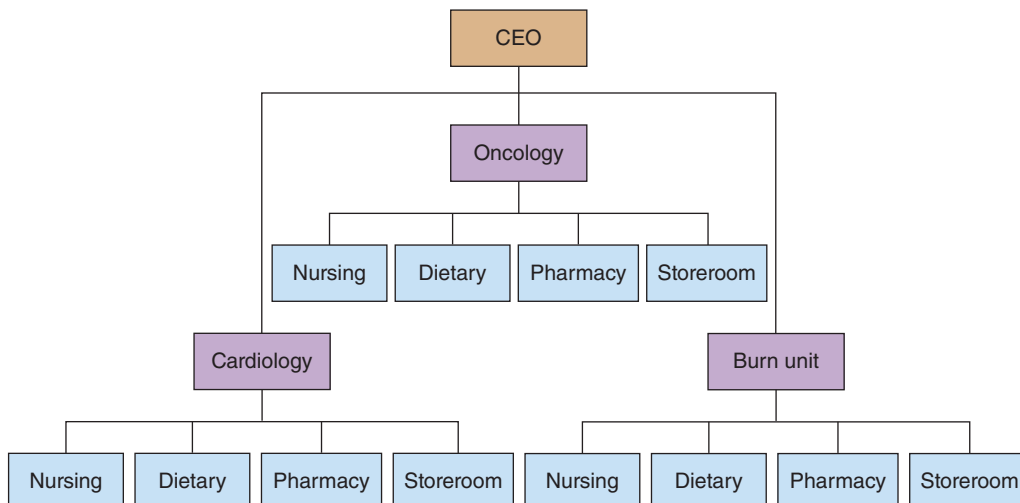 CEO
Oncology
Nursing
Dietary
Pharmacy
Storeroom
Cardiology
Burn unit
Nursing
Dietary
Pharmacy
Storeroom
Nursing
Dietary
Pharmacy
Storeroom